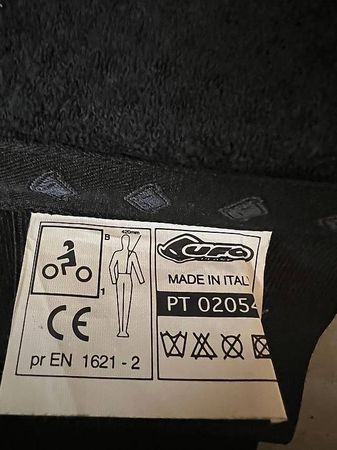 B
420mm
1
CE
pr EN 1621 - 2
UFO
MADE IN ITAL
PT 02054